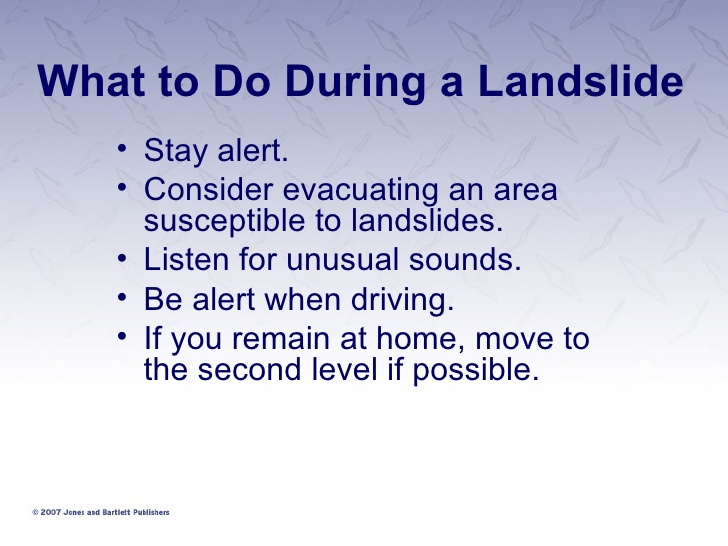 What to Do During a Landslide
• Stay alert.
• Consider evacuating an area
susceptible to landslides.
• Listen for unusual sounds.
• Be alert when driving.
• If you remain at home, move to
the second level if possible.
© 2007 Jones and Bartlett Publishers